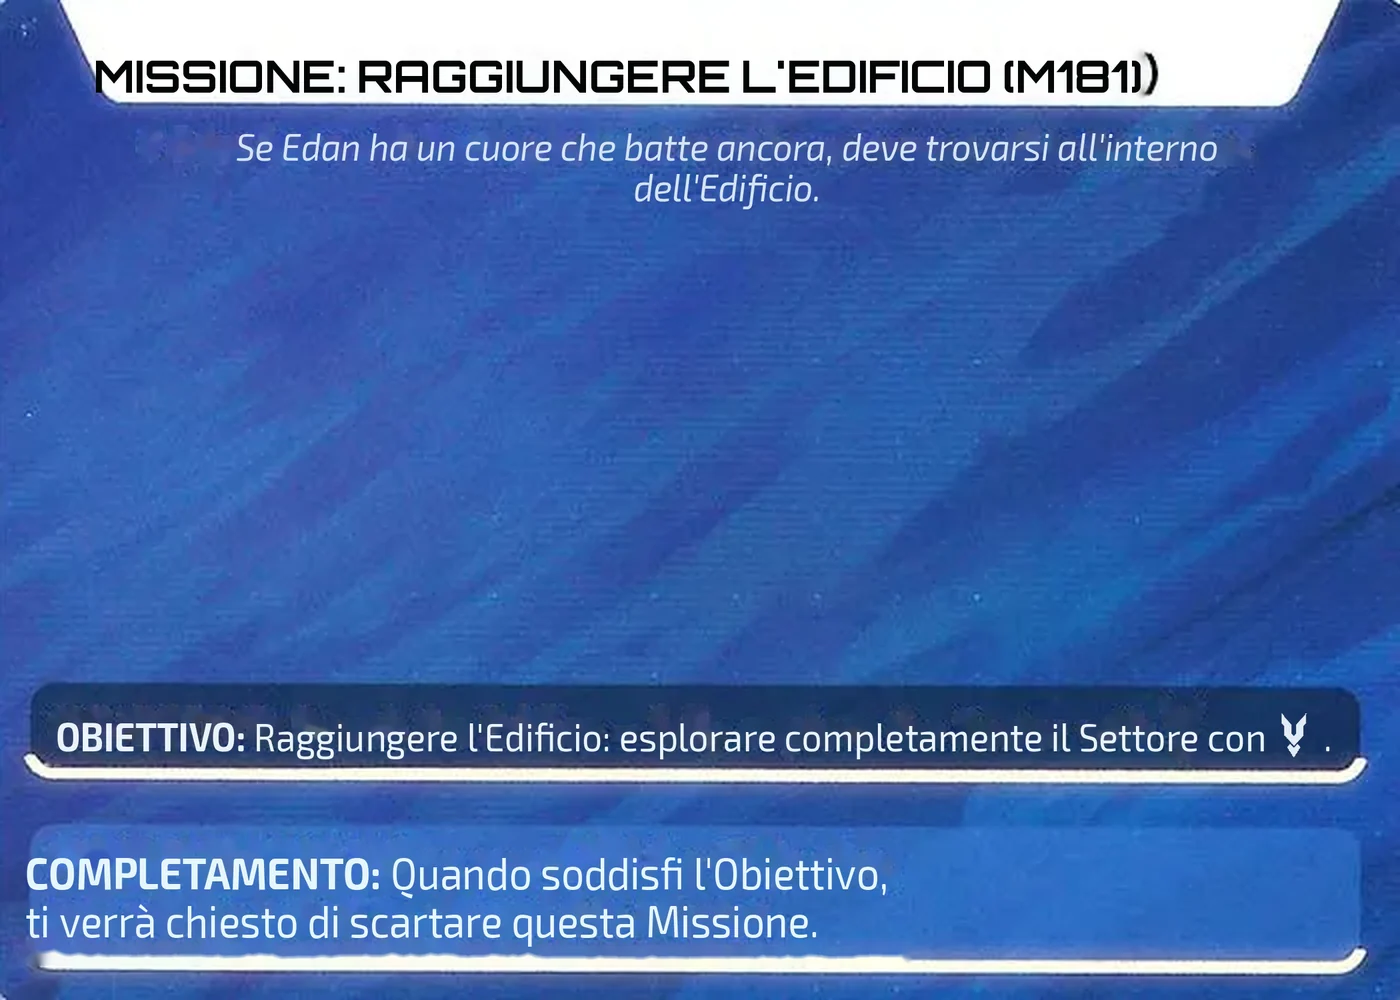 MISSIONE: RAGGIUNGERE L'EDIFICIO (M181))
Se Edan ha un cuore che batte ancora, deve trovarsi all'interno
dell'Edificio.
OBIETTIVO: Raggiungere l'Edificio: esplorare completamente il Settore con .
COMPLETAMENTO: Quando soddisfi l'Obiettivo,
ti verrà chiesto di scartare questa Missione.